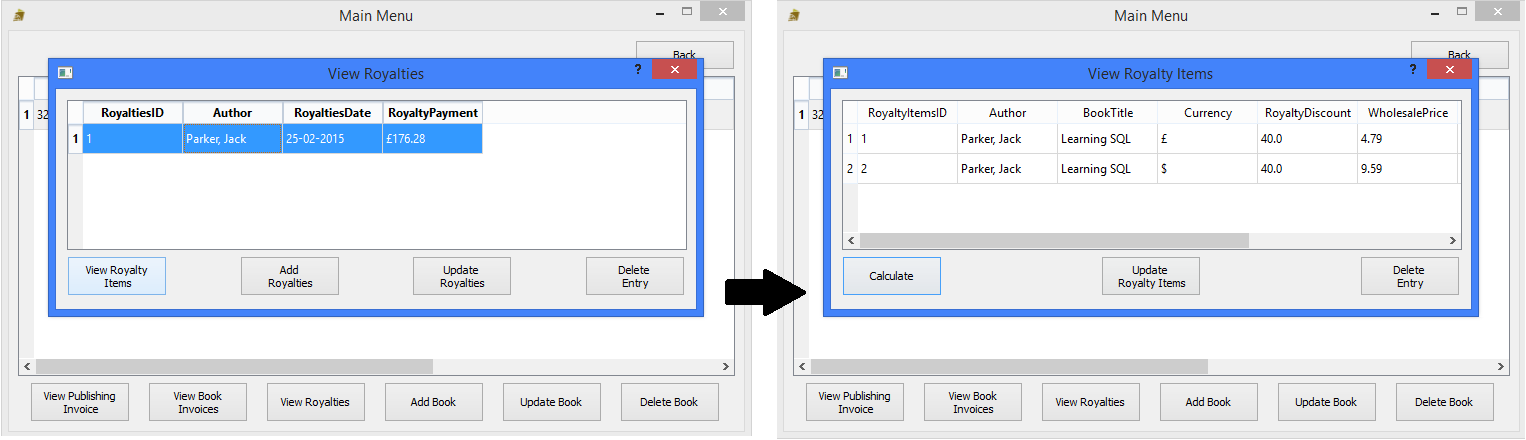 Main Menu
Back
View Royalties
?
RoyaltiesID Author RoyaltiesDate RoyaltyPayment
1 32
1 1 Parker, Jack 25-02-2015 £176.28
View Royalty
Items
Add
Royalties
Update
Royalties
Delete
Entry
View Publishing
Invoice
View Book
Invoices
View Royalties
Add Book
Update Book
Delete Book
Main Menu
Back
View Royalty Items
?
RoyaltyItemsID Author BookTitle Currency RoyaltyDiscount WholesalePrice
1 32
1 1 Parker, Jack Learning SQL £ 40.0 4.79
2 2 Parker, Jack Learning SQL $ 40.0 9.59
Calculate
Update
Royalty Items
Delete
Entry
View Publishing
Invoice
View Book
Invoices
View Royalties
Add Book
Update Book
Delete Book